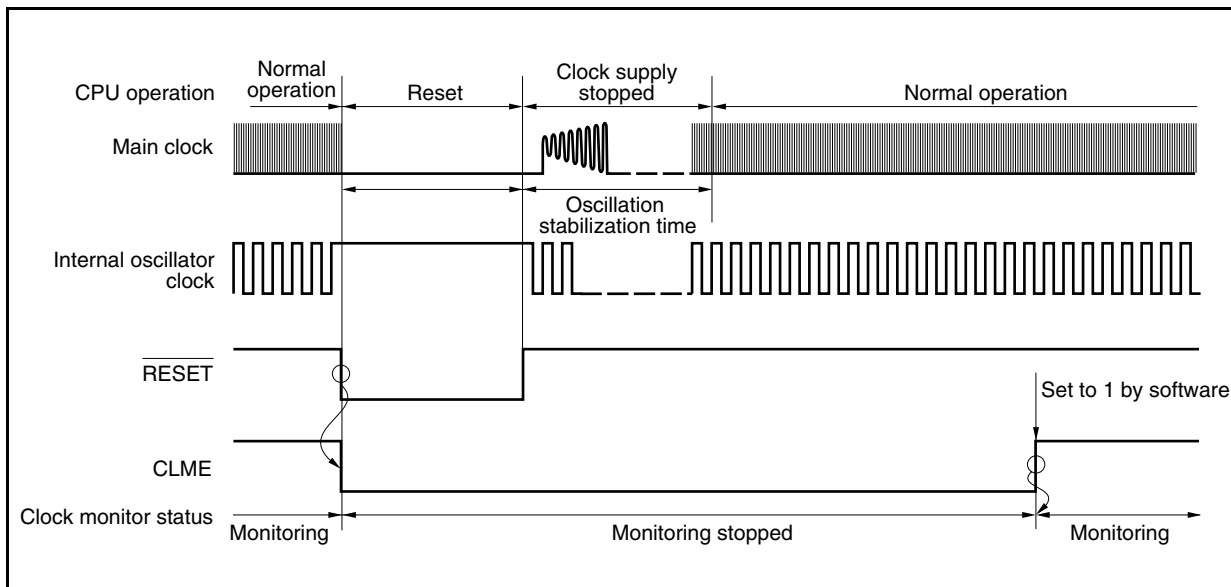 Normal
operation
CPU operation
Reset
Clock supply
stopped
Normal operation
Main clock
Oscillation
stabilization time
Internal oscillator
clock
RESET
Set to 1 by software
CLME
Clock monitor status
Monitoring
Monitoring stopped
Monitoring